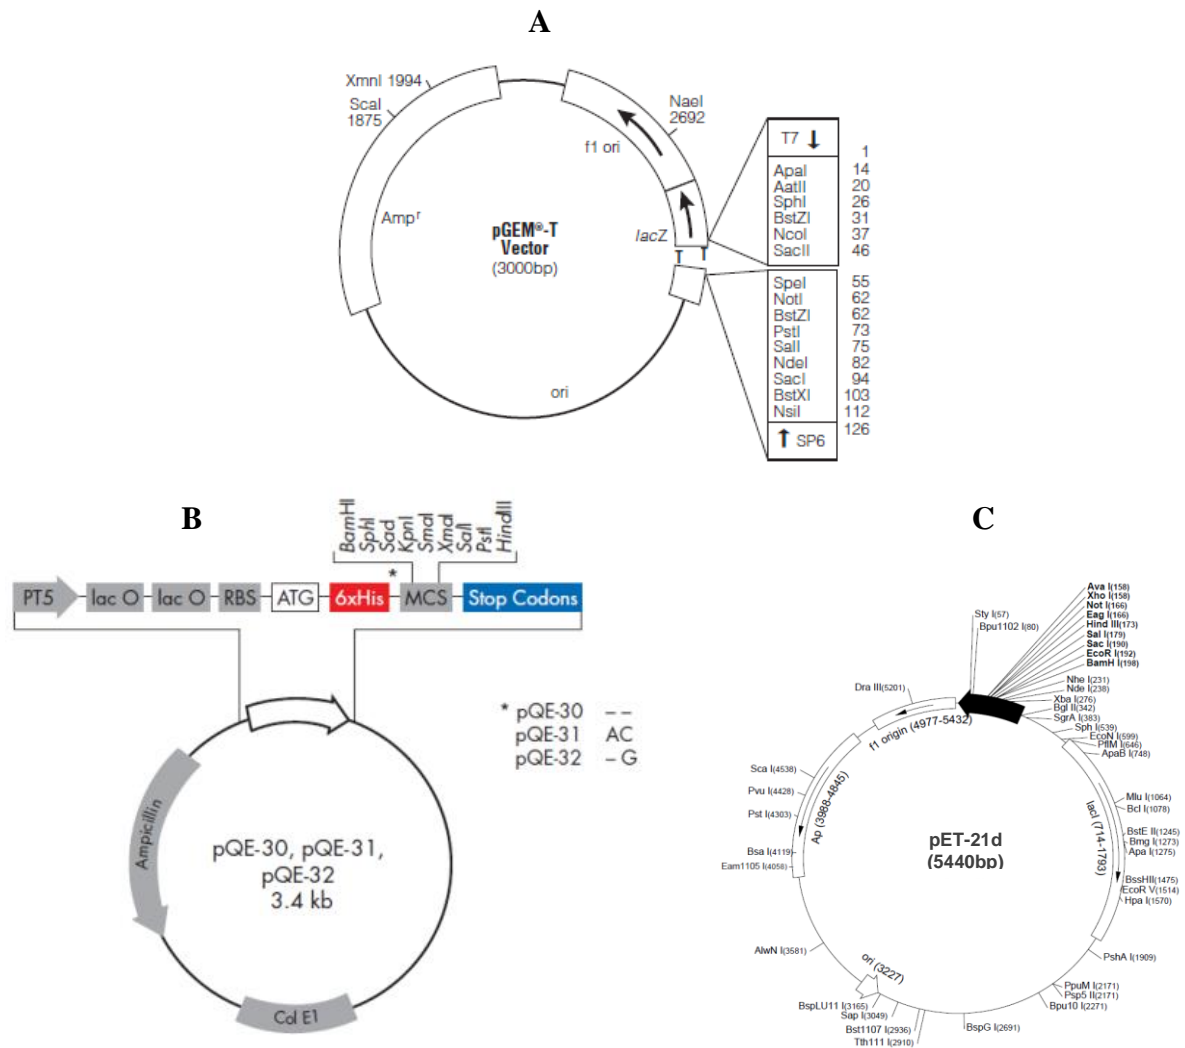 A
XmnI 1994
ScaI
1875
NaeI
2692
f1 ori
Ampʳ
pGEM®-T
Vector
(3000bp)
lacZ
T T
ori
T7 ↓
1
ApaI 14
AatII 20
SphI 26
BstZI 31
NcoI 37
SacII 46
SpeI 55
NotI 62
BstZI 62
PstI 73
SalI 75
NdeI 82
SacI 94
BstXI 103
NsiI 112
↑ SP6
126
B
BamHI
SphI
SacI
KpnI
SmaI
XmaI
SalI
PstI
HindIII
*
PT5 lac O lac O RBS ATG 6xHis MCS Stop Codons
* pQE-30 – –
pQE-31 AC
pQE-32 – G
Ampicillin
pQE-30, pQE-31,
pQE-32
3.4 kb
Col E1
C
Ava I(158)
Xho I(158)
Not I(166)
Eag I(166)
Hind III(173)
Sal I(179)
Sac I(190)
EcoR I(192)
BamH I(198)
Sty I(57)
Bpu1102 I(80)
Nhe I(231)
Nde I(238)
Xba I(276)
Bgl II(342)
SgrA I(383)
Sph I(539)
EcoN I(599)
PflM I(646)
ApaB I(748)
Dra III(5201)
f1 origin (4977-5432)
Sca I(4538)
Pvu I(4428)
Pst I(4303)
Bsa I(4119)
Eam1105 I(4058)
Ap (3988-4845)
pET-21d
(5440bp)
lacI (714-1793)
Mlu I(1064)
Bcl I(1078)
BstE II(1245)
Bmg I(1273)
Apa I(1275)
BssHII(1475)
EcoR V(1514)
Hpa I(1570)
PshA I(1909)
PpuM I(2171)
Psp5 II(2171)
Bpu10 I(2271)
BspG I(2691)
AlwN I(3581)
ori (3227)
BspLU11 I(3165)
Sap I(3049)
Bst1107 I(2936)
Tth111 I(2910)